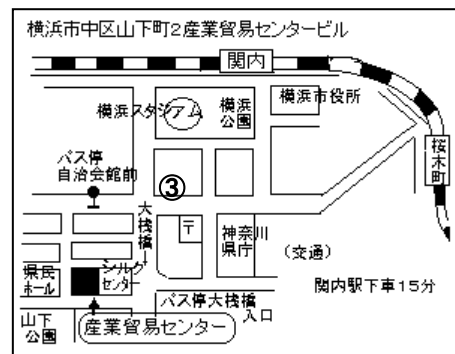 横浜市中区山下町2産業貿易センタービル
関内
横浜スタジアム
横浜
公園
横浜市役所
桜木町
バス停
自治会館前
③
大桟橋
〒
神奈川
県庁
(交通)
関内駅下車15分
県民
ホール
シルク
センター
バス停大桟橋
入口
山下
公園
産業貿易センター